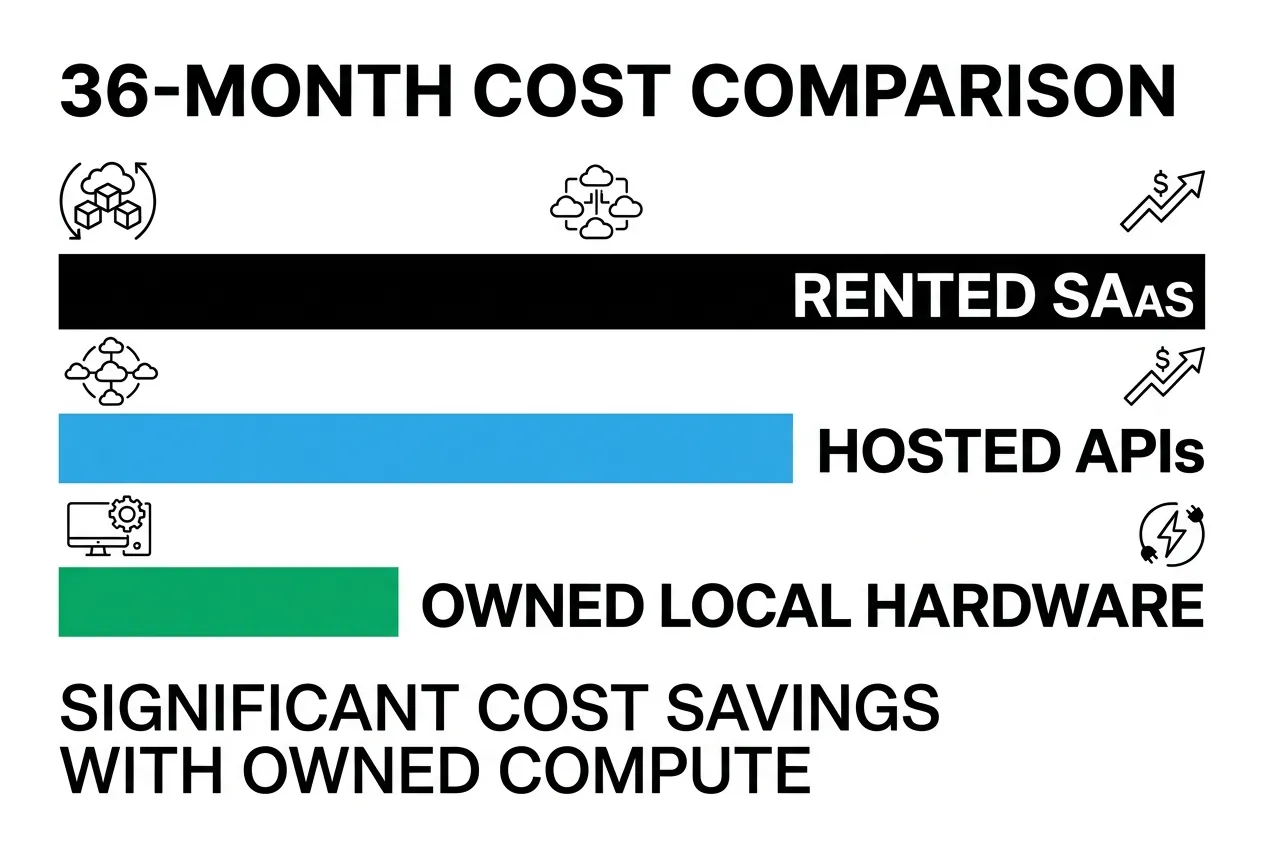 36-MONTH COST COMPARISON
$
RENTED SAAS
$
HOSTED APIs
OWNED LOCAL HARDWARE
SIGNIFICANT COST SAVINGS
WITH OWNED COMPUTE